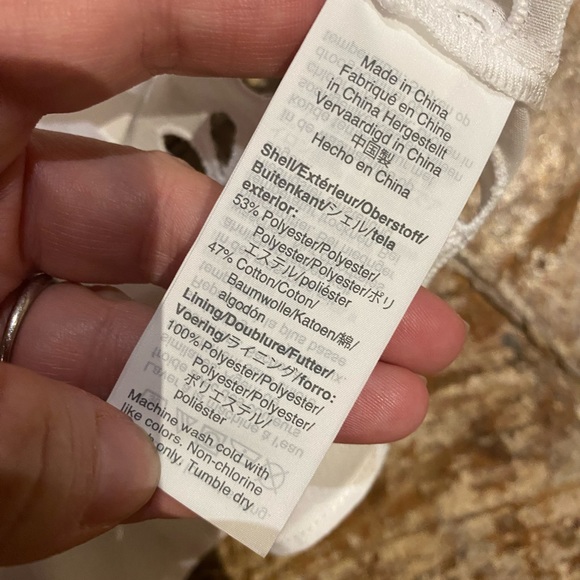 Made in China
Fabriqué en Chine
in China Hergestellt
Vervaardigd in China
中国製
Hecho en China
Shell/Extérieur/Oberstoff/
Buitenkant/シェル/tela
exterior:
53% Polyester/Polyester/
Polyester/Polyester/ポリ
エステル/poliéster
47% Cotton/Coton/
Baumwolle/Katoen/綿/
algodón
Lining/Doublure/Futter/
Voering/ライニング/forro:
100% Polyester/Polyester/
Polyester/Polyester/
ポリエステル/
poliéster
Machine wash cold with
like colors. Non-chlorine
only. Tumble dry